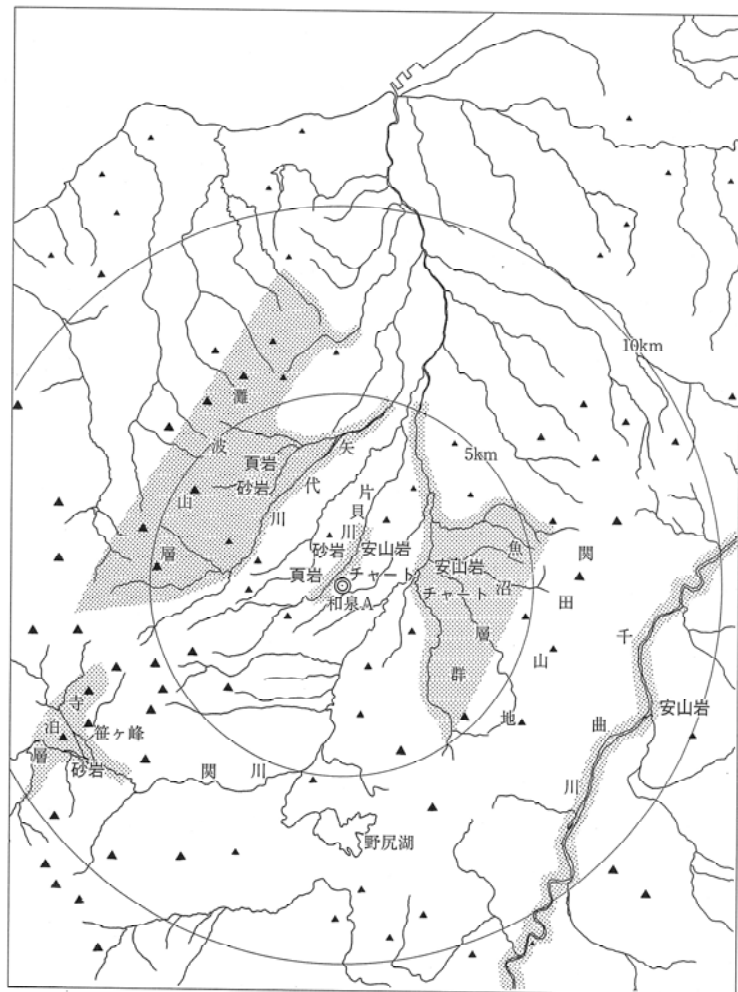 10km
5km
灘波山層
頁岩
砂岩
矢代川
片貝川
砂岩
頁岩
安山岩
チャート
和泉A
安山岩
チャート
魚沼層群
関田山地
千曲川
安山岩
寺泊層
笹ヶ峰
砂岩
関川
野尻湖